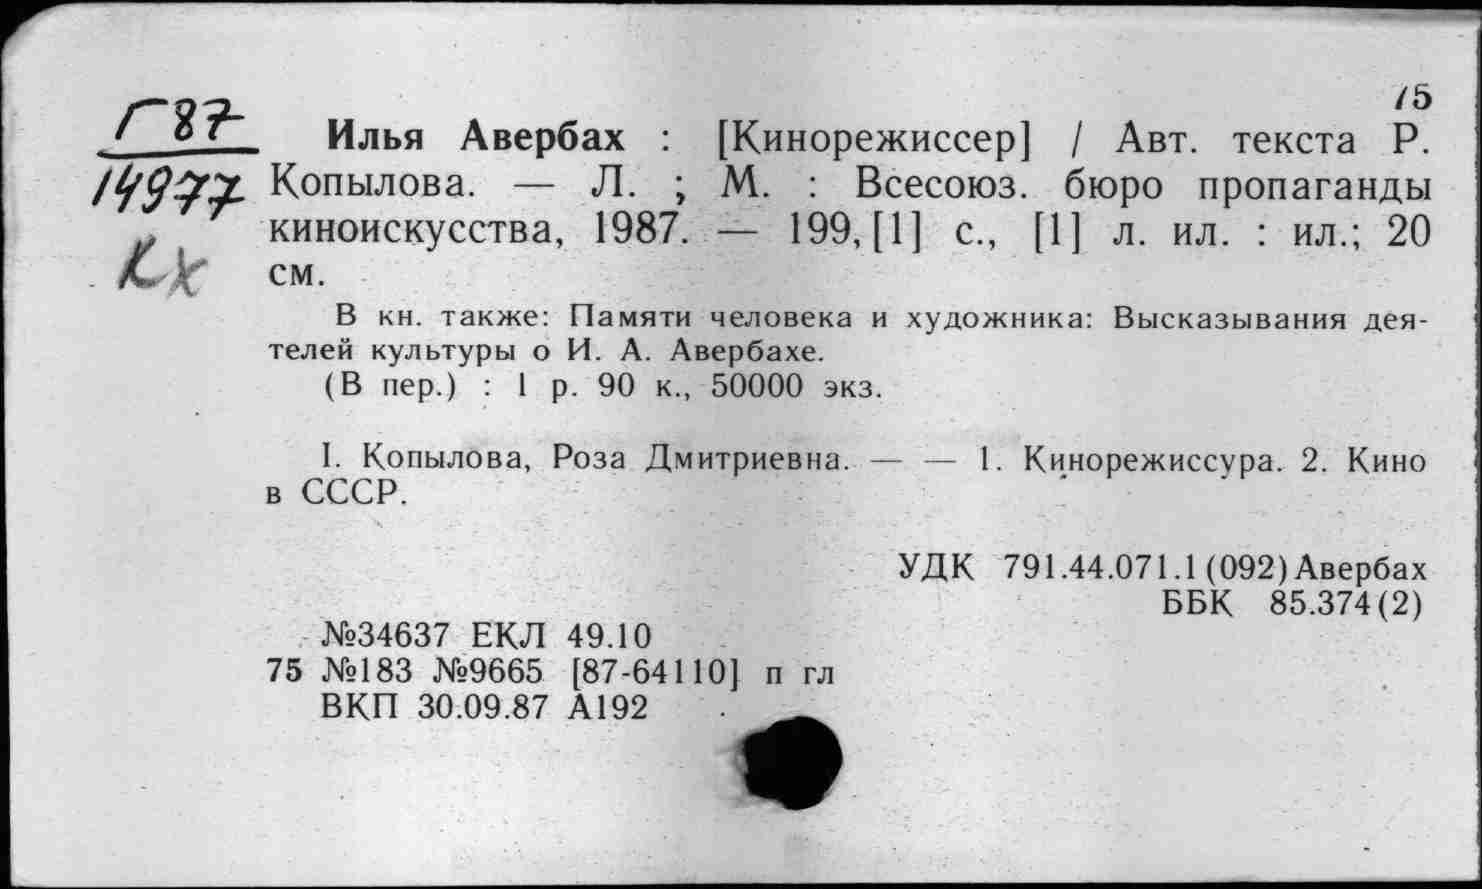 75
Г87
14977
Кх
Илья Авербах : [Кинорежиссер] / Авт. текста Р.
Копылова. — Л. ; М. : Всесоюз. бюро пропаганды
киноискусства, 1987. — 199, [1] с., [1] л. ил. : ил.; 20
см.
В кн. также: Памяти человека и художника: Высказывания дея-
телей культуры о И. А. Авербахе.
(В пер.) : 1 р. 90 к., 50000 экз.
I. Копылова, Роза Дмитриевна. — — 1. Кинорежиссура. 2. Кино
в СССР.
УДК 791.44.071.1(092)Авербах
ББК 85.374(2)
№34637 ЕКЛ 49.10
75 №183 №9665 [87-64110] п гл
ВКП 30.09.87 А192